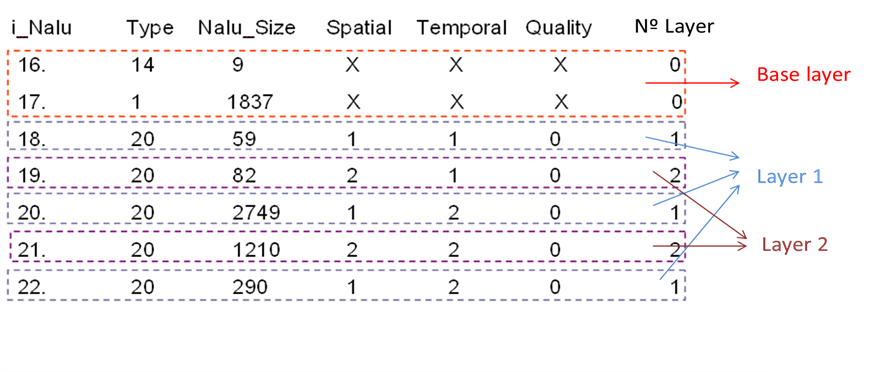 i_Nalu Type Nalu_Size Spatial Temporal Quality Nº Layer
16. 14 9 X X X 0
Base layer
17. 1 1837 X X X 0
18. 20 59 1 1 0 1
19. 20 82 2 1 0 2
Layer 1
20. 20 2749 1 2 0 1
21. 20 1210 2 2 0 2
Layer 2
22. 20 290 1 2 0 1